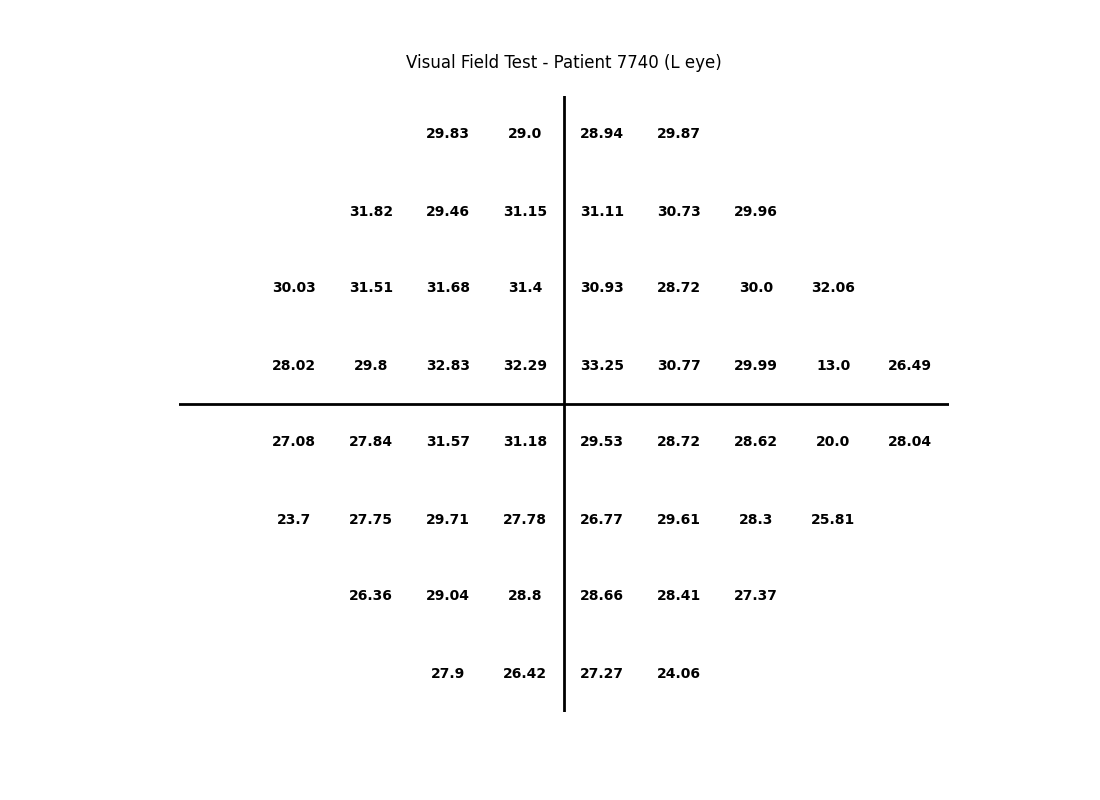 Visual Field Test - Patient 7740 (L eye)
29.83 29.0 28.94 29.87
31.82 29.46 31.15 31.11 30.73 29.96
30.03 31.51 31.68 31.4 30.93 28.72 30.0 32.06
28.02 29.8 32.83 32.29 33.25 30.77 29.99 13.0 26.49
27.08 27.84 31.57 31.18 29.53 28.72 28.62 20.0 28.04
23.7 27.75 29.71 27.78 26.77 29.61 28.3 25.81
26.36 29.04 28.8 28.66 28.41 27.37
27.9 26.42 27.27 24.06